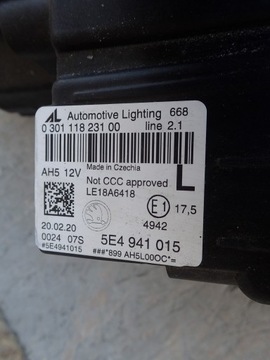 AL Automotive Lighting 668
0 301 118 231 00 line 2.1
AH5 12V Made in Czechia
Not CCC approved L
LE18A6418
E1 17,5
4942
20.02.20
0024 07S 5E4 941 015
#5E4941015 ###*899 AH5L00OC*=